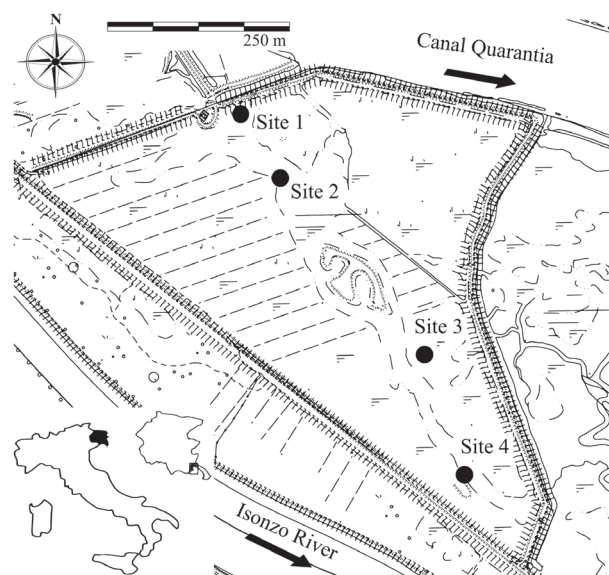 N
250 m
Canal Quarantia
Site 1
Site 2
Site 3
Site 4
Isonzo River